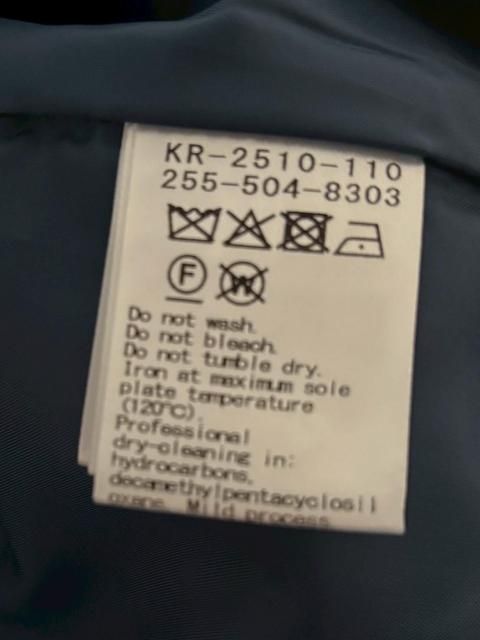 KR-2510-110
255-504-8303
F
W
Do not wash.
Do not bleach.
Do not tumble dry.
Iron at maximum sole
plate temperature
(120℃).
Professional
dry-cleaning in:
hydrocarbons,
decamethylpentacyclosil
oxane. Mild process